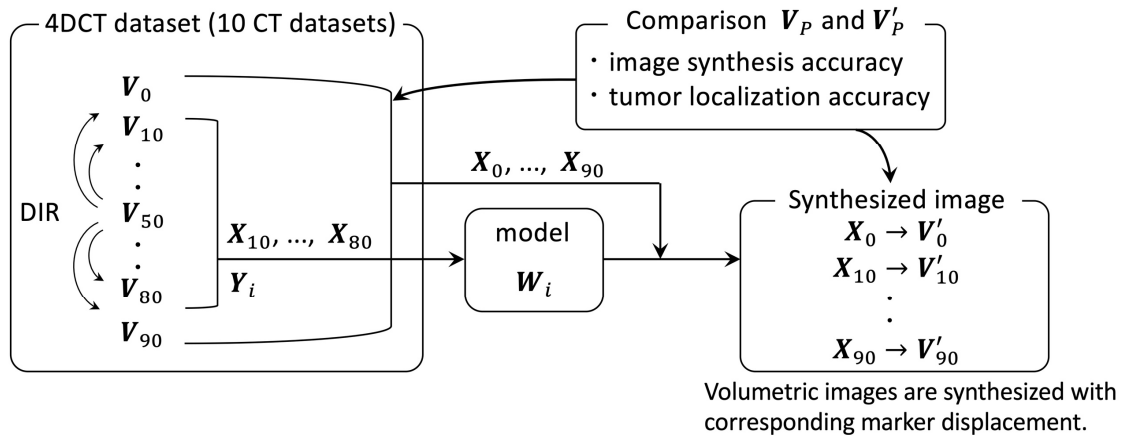 4DCT dataset (10 CT datasets)
V₀
V₁₀
.
.
V₅₀
.
.
V₈₀
V₉₀
DIR
X₁₀, ..., X₈₀
Yᵢ
X₀, ..., X₉₀
model
Wᵢ
Comparison V_P and V′_P
・ image synthesis accuracy
・ tumor localization accuracy
Synthesized image
X₀ → V′₀
X₁₀ → V′₁₀
.
.
X₉₀ → V′₉₀
Volumetric images are synthesized with
corresponding marker displacement.